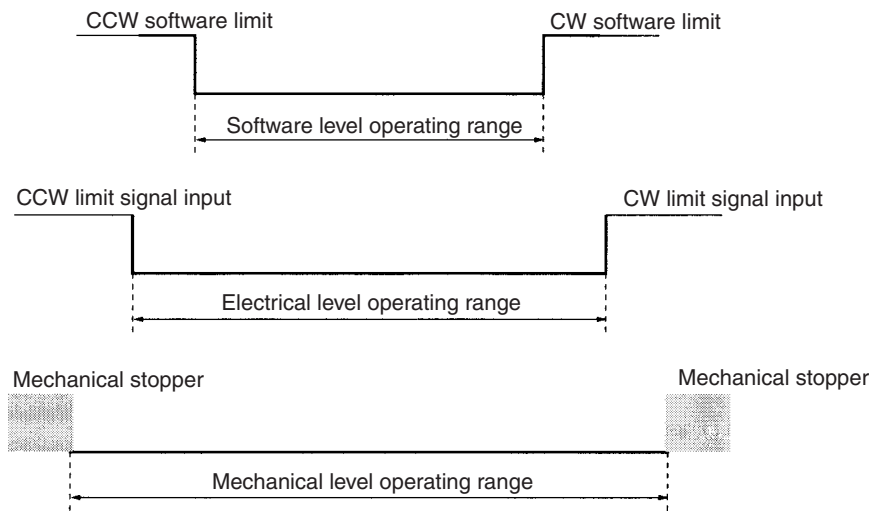 CCW software limit
CW software limit
Software level operating range
CCW limit signal input
CW limit signal input
Electrical level operating range
Mechanical stopper
Mechanical stopper
Mechanical level operating range